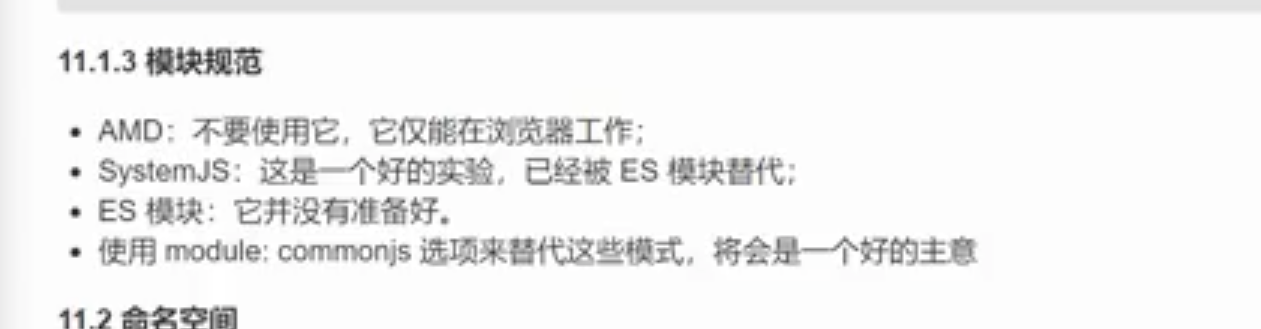 11.1.3 模块规范
• AMD：不要使用它，它仅能在浏览器工作；
• SystemJS：这是一个好的实验，已经被 ES 模块替代；
• ES 模块：它并没有准备好。
• 使用 module: commonjs 选项来替代这些模式，将会是一个好的主意
11.2 命名空间